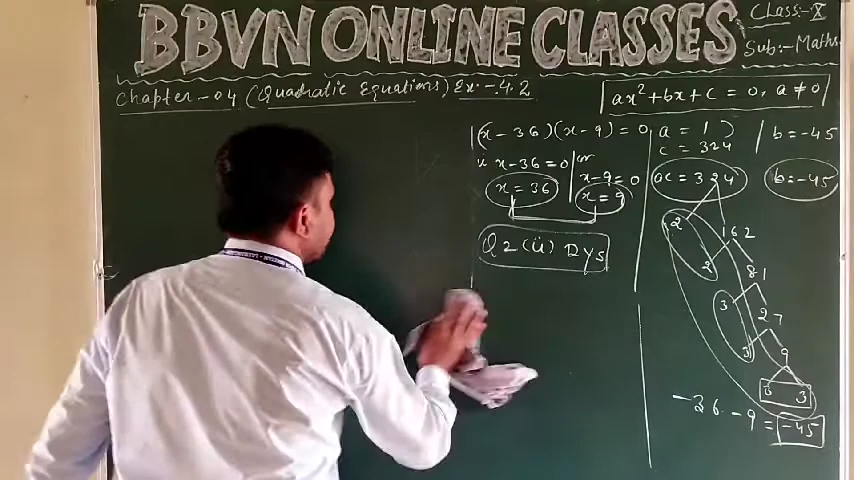 BBVN ONLINE CLASSES
Class:- X
Sub:- Maths
Chapter-04 (Quadratic Equations) Ex:-4.2
ax²+bx+c = 0, a ≠ 0
(x-36)(x-9) = 0
x-36=0 or
x-9=0
x = 36
x = 9
Q 2 (ii) Dys
a = 1
c = 324
b=-45
ac = 324
b=-45
2 162
2 81
3 27
3 9
3 3
-36-9 = -45